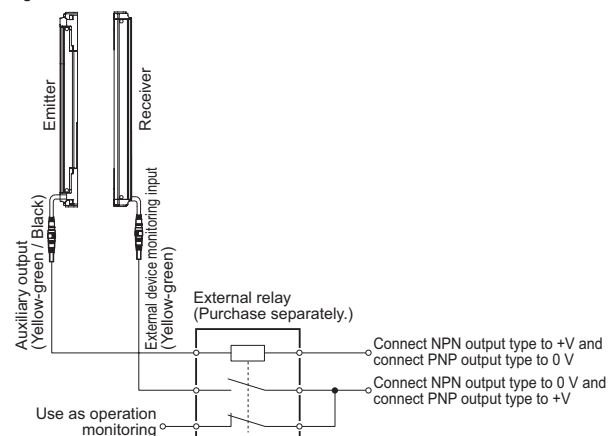 Emitter
Receiver
Auxiliary output
(Yellow-green / Black)
External device monitoring input
(Yellow-green)
External relay
(Purchase separately.)
Connect NPN output type to +V and
connect PNP output type to 0 V
Connect NPN output type to 0 V and
connect PNP output type to +V
Use as operation
monitoring